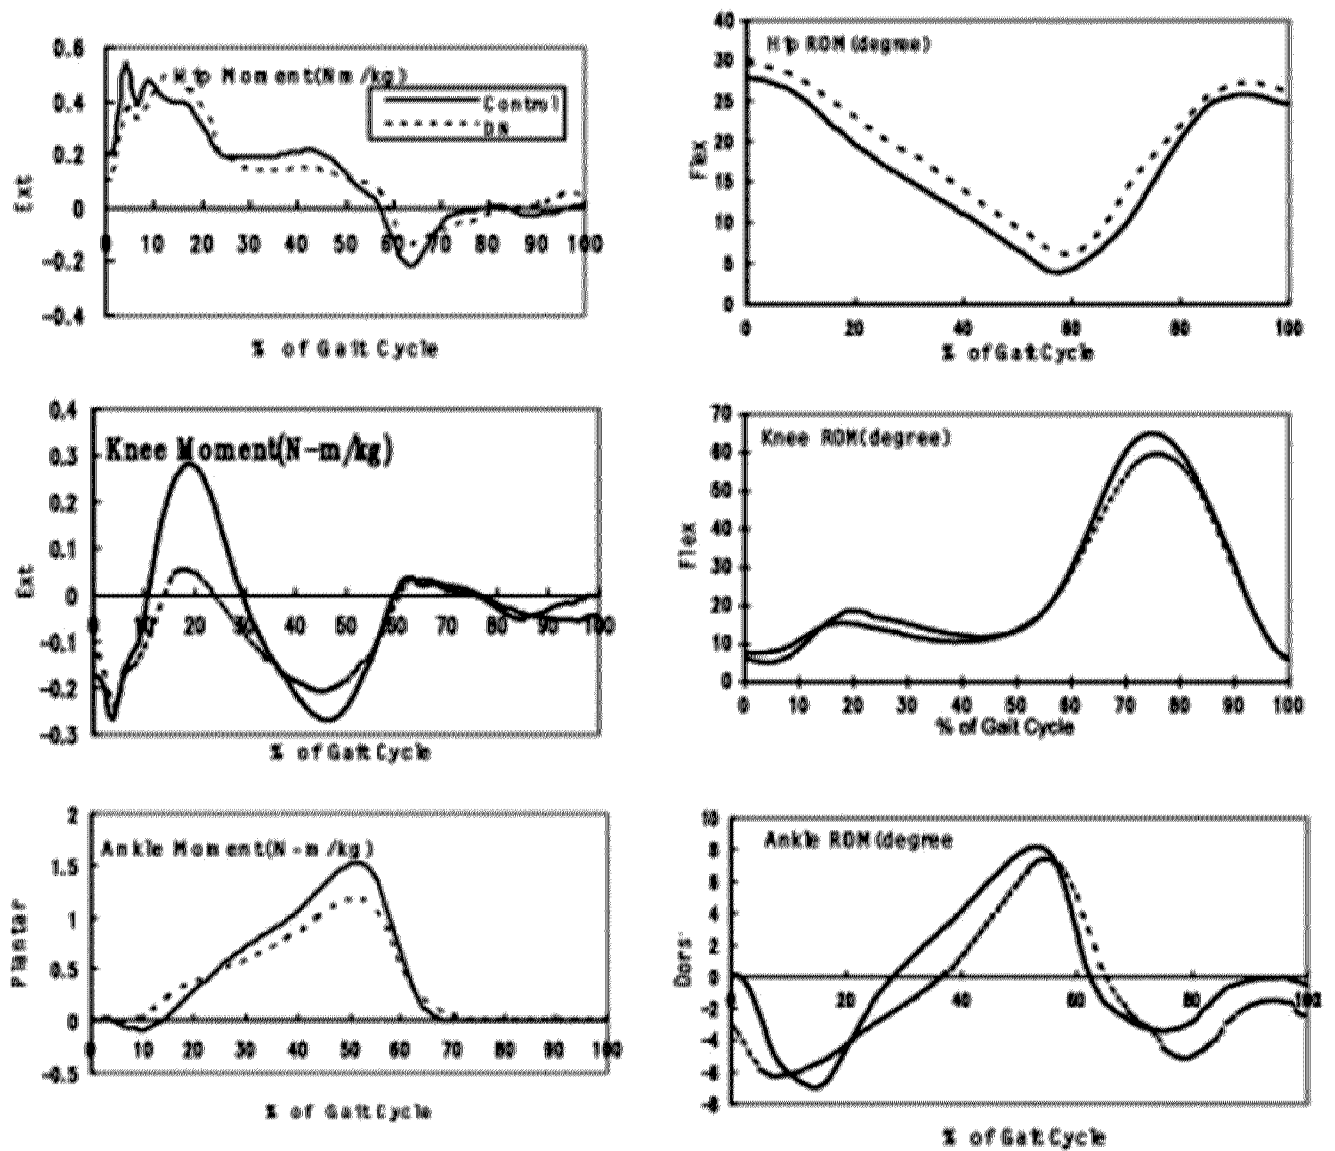 Hip Moment(Nm/kg)
Control
DN
0.6
0.4
0.2
0
-0.2
-0.4
Ext
0 10 20 30 40 50 60 70 80 90 100
% of Gait Cycle
Hip ROM(degree)
40
35
30
25
20
15
10
5
0
Flex
0 20 40 60 80 100
% of Gait Cycle
Knee Moment(N-m/kg)
0.4
0.3
0.2
0.1
0
-0.1
-0.2
-0.3
Ext
0 10 20 30 40 50 60 70 80 90 100
% of Gait Cycle
Knee ROM(degree)
70
60
50
40
30
20
10
0
Flex
0 10 20 30 40 50 60 70 80 90 100
% of Gait Cycle
Ankle Moment(N-m/kg)
2
1.5
1
0.5
0
-0.5
Plantar
0 10 20 30 40 50 60 70 80 90 100
% of Gait Cycle
Ankle ROM(degree
10
8
6
4
2
0
-2
-4
-6
-8
Dors
0 20 40 60 80 100
% of Gait Cycle